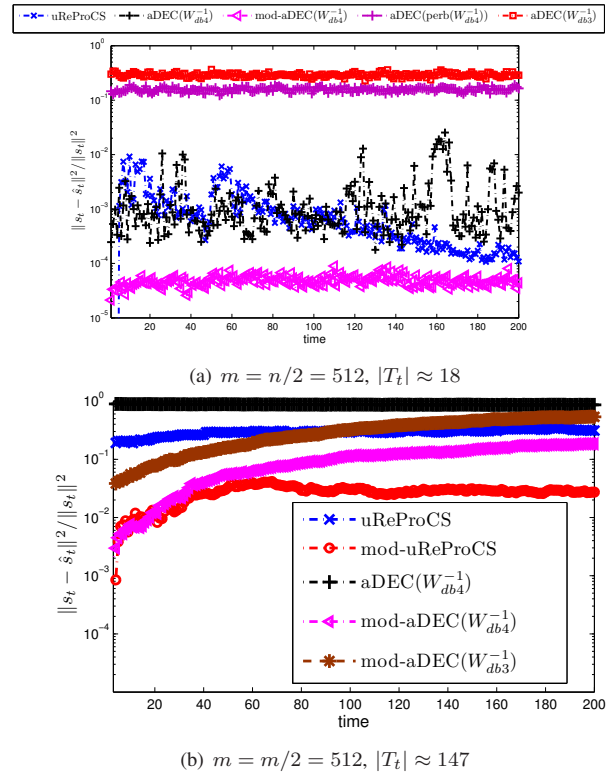 uReProCS aDEC(W_{db4}^{-1}) mod-aDEC(W_{db4}^{-1}) aDEC(perb(W_{db4}^{-1})) aDEC(W_{db3}^{-1})
10^0
10^{-1}
10^{-2}
10^{-3}
10^{-4}
10^{-5}
||s_t − ŝ_t||^2/||s_t||^2
20 40 60 80 100 120 140 160 180 200
time
(a) m = n/2 = 512, |T_t| ≈ 18
10^0
10^{-1}
10^{-2}
10^{-3}
10^{-4}
||s_t − ŝ_t||^2/||s_t||^2
uReProCS
mod-uReProCS
aDEC(W_{db4}^{-1})
mod-aDEC(W_{db4}^{-1})
mod-aDEC(W_{db3}^{-1})
20 40 60 80 100 120 140 160 180 200
time
(b) m = m/2 = 512, |T_t| ≈ 147